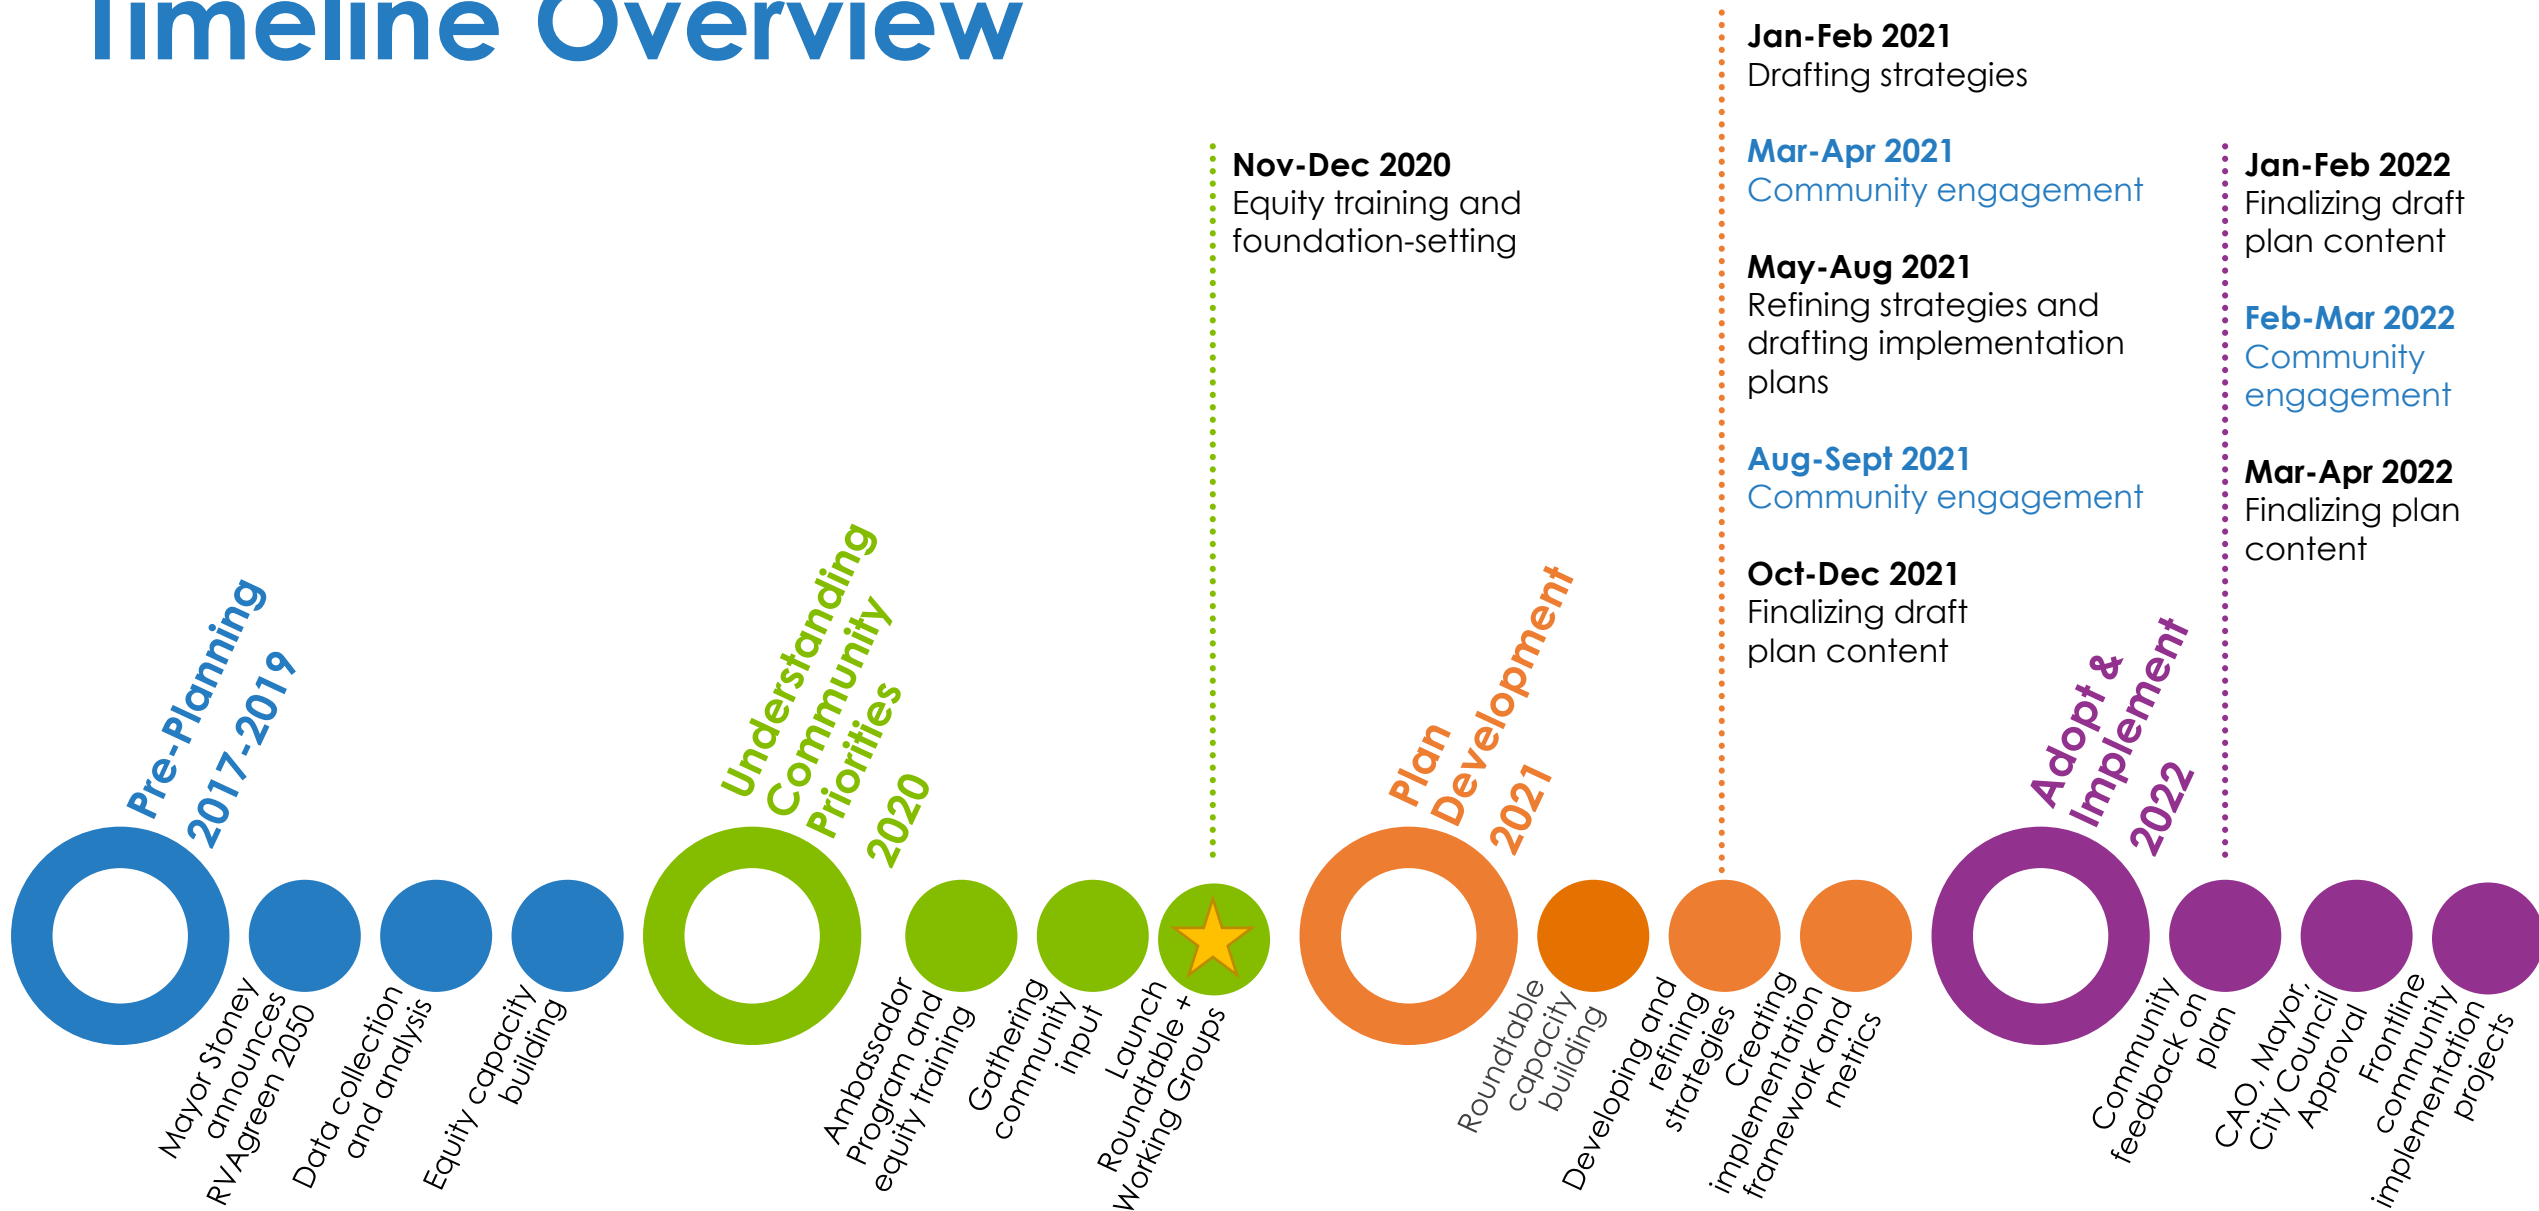 Timeline Overview
Nov-Dec 2020
Equity training and
foundation-setting
Jan-Feb 2021
Drafting strategies
Mar-Apr 2021
Community engagement
May-Aug 2021
Refining strategies and
drafting implementation
plans
Aug-Sept 2021
Community engagement
Oct-Dec 2021
Finalizing draft
plan content
Jan-Feb 2022
Finalizing draft
plan content
Feb-Mar 2022
Community
engagement
Mar-Apr 2022
Finalizing plan
content
Pre-Planning
2017-2019
Mayor Stoney
announces
RVAgreen 2050
Data collection
and analysis
Equity capacity
building
Understanding
Community
Priorities
2020
Ambassador
Program and
equity training
Gathering
community
input
Launch
Roundtable +
Working Groups
Plan
Development
2021
Roundtable
capacity
building
Developing and
refining
strategies
Creating
implementation
framework and
metrics
Adopt &
Implement
2022
Community
feedback on
plan
CAO, Mayor,
City Council
Approval
Frontline
community
implementation
projects